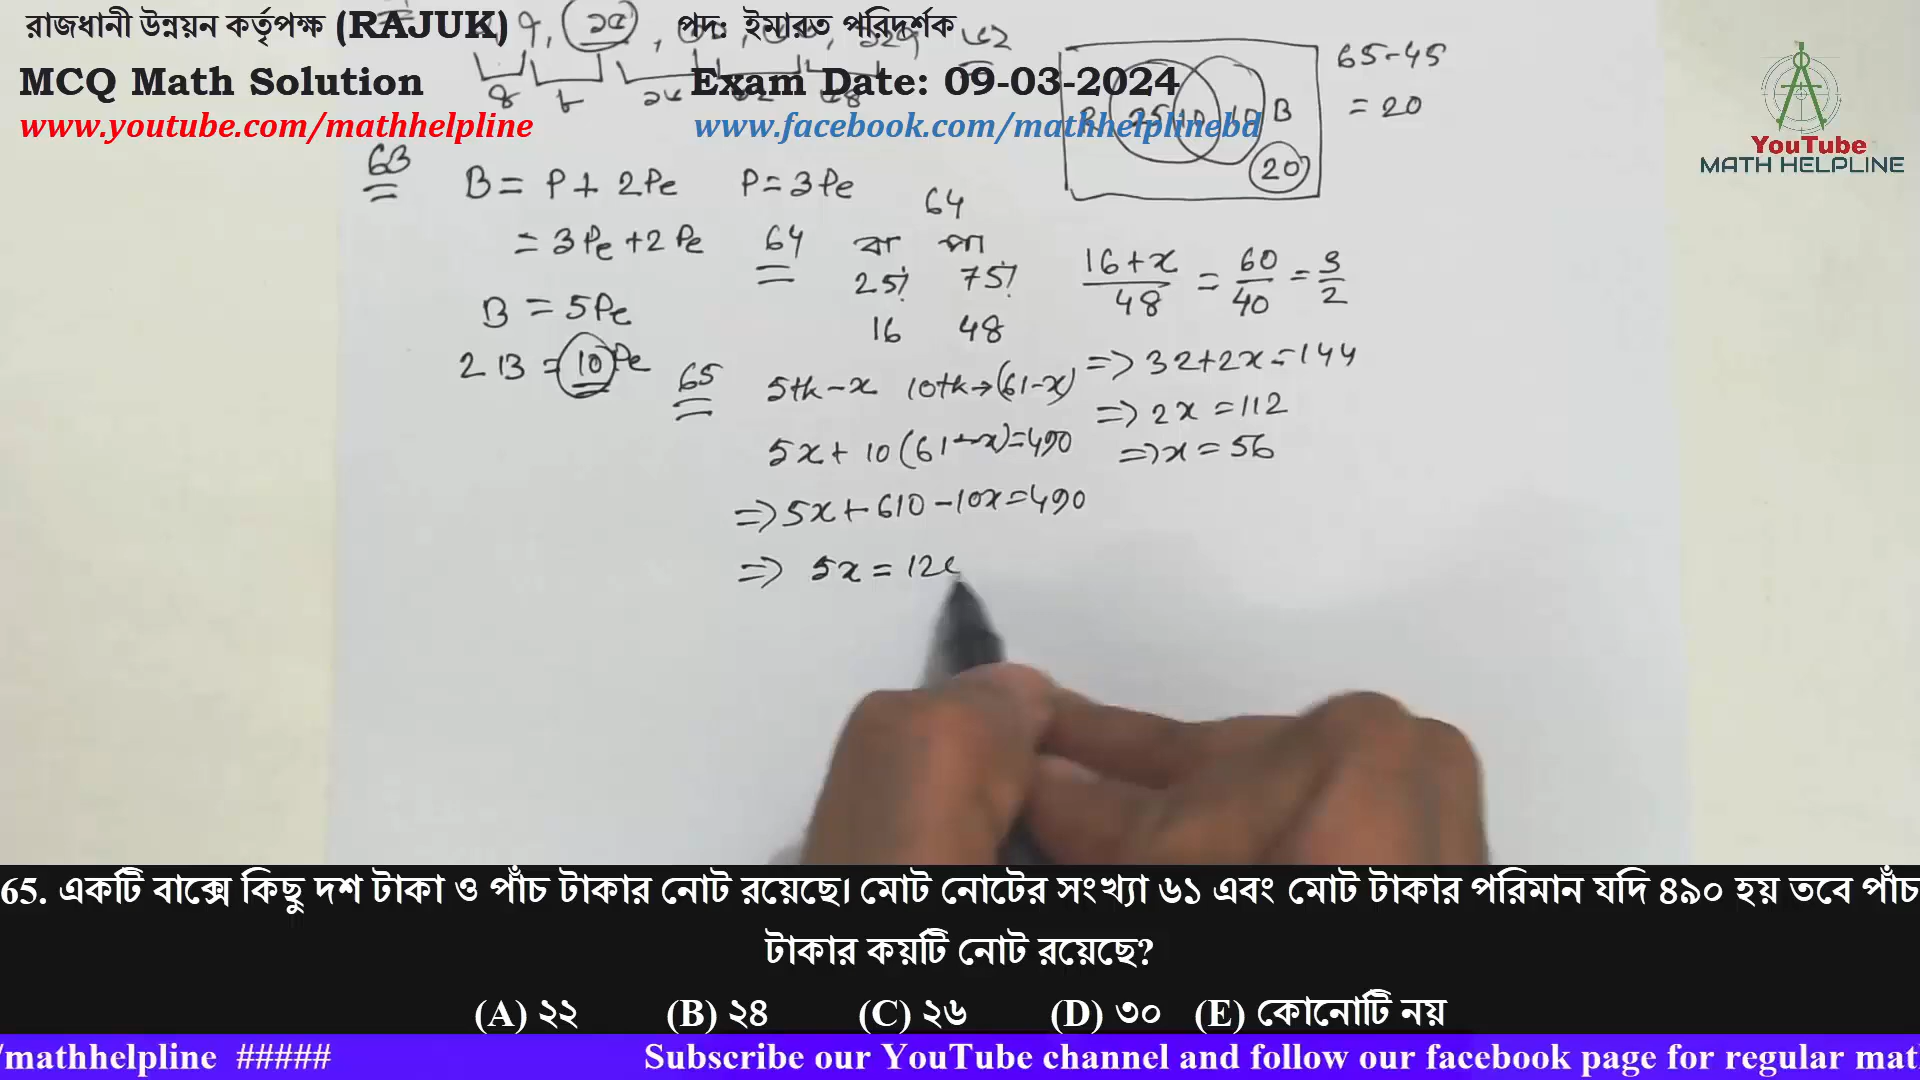 রাজধানী উন্নয়ন কর্তৃপক্ষ (RAJUK) পদ: ইমারত পরিদর্শক
MCQ Math Solution Exam Date: 09-03-2024
www.youtube.com/mathhelpline www.facebook.com/mathhelplinebd
YouTube
MATH HELPLINE
65-45
= 20
25 10 10 B
20
63
B = P + 2Pe P = 3Pe
= 3Pe + 2Pe
B = 5Pe
2B = 10Pe
64
64
বা পা
25% 75%
16 48
16+x/48 = 60/40 = 3/2
=> 32+2x = 144
=> 2x = 112
=> x = 56
65
5tk - x 10tk → (61-x)
5x + 10(61-x) = 490
=> 5x + 610 - 10x = 490
=> 5x = 12
65. একটি বাক্সে কিছু দশ টাকা ও পাঁচ টাকার নোট রয়েছে। মোট নোটের সংখ্যা ৬১ এবং মোট টাকার পরিমান যদি ৪৯০ হয় তবে পাঁচ
টাকার কয়টি নোট রয়েছে?
(A) ২২ (B) ২৪ (C) ২৬ (D) ৩০ (E) কোনোটি নয়
/mathhelpline ##### Subscribe our YouTube channel and follow our facebook page for regular mat